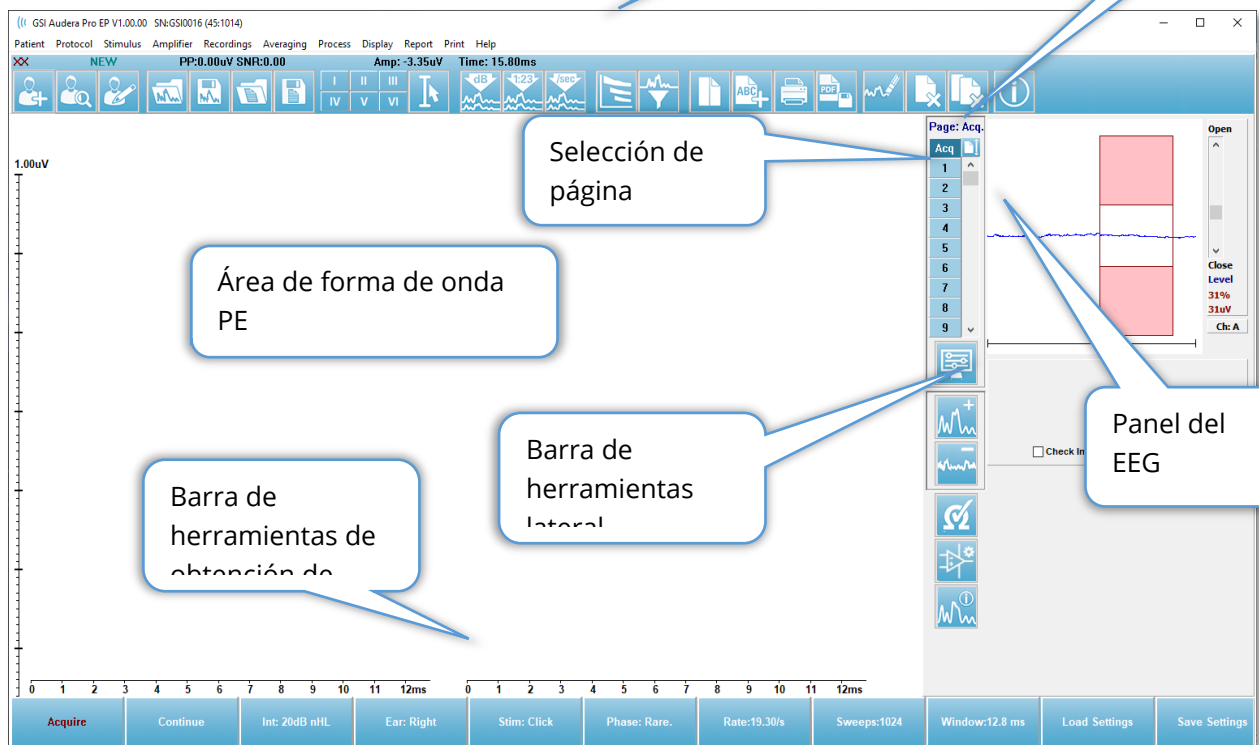 GSI Audera Pro EP V1.00.00 SN:GSI0016 (45:1014)
Patient Protocol Stimulus Amplifier Recordings Averaging Process Display Report Print Help
XX NEW PP:0.00uV SNR:0.00 Amp: -3.35uV Time: 15.80ms
I II III
IV V VI
dB 1:23 /sec
ABC
PDF
Page: Acq.
Acq
1
2
3
4
5
6
7
8
9
Open
Close
Level
31%
31uV
Ch: A
1.00uV
Selección de
página
Área de forma de onda
PE
Barra de
herramientas
lateral
Panel del
EEG
Check In
Barra de
herramientas de
obtención de
0 1 2 3 4 5 6 7 8 9 10 11 12ms
0 1 2 3 4 5 6 7 8 9 10 11 12ms
Acquire Continue Int: 20dB nHL Ear: Right Stim: Click Phase: Rare. Rate:19.30/s Sweeps:1024 Window:12.8 ms Load Settings Save Settings